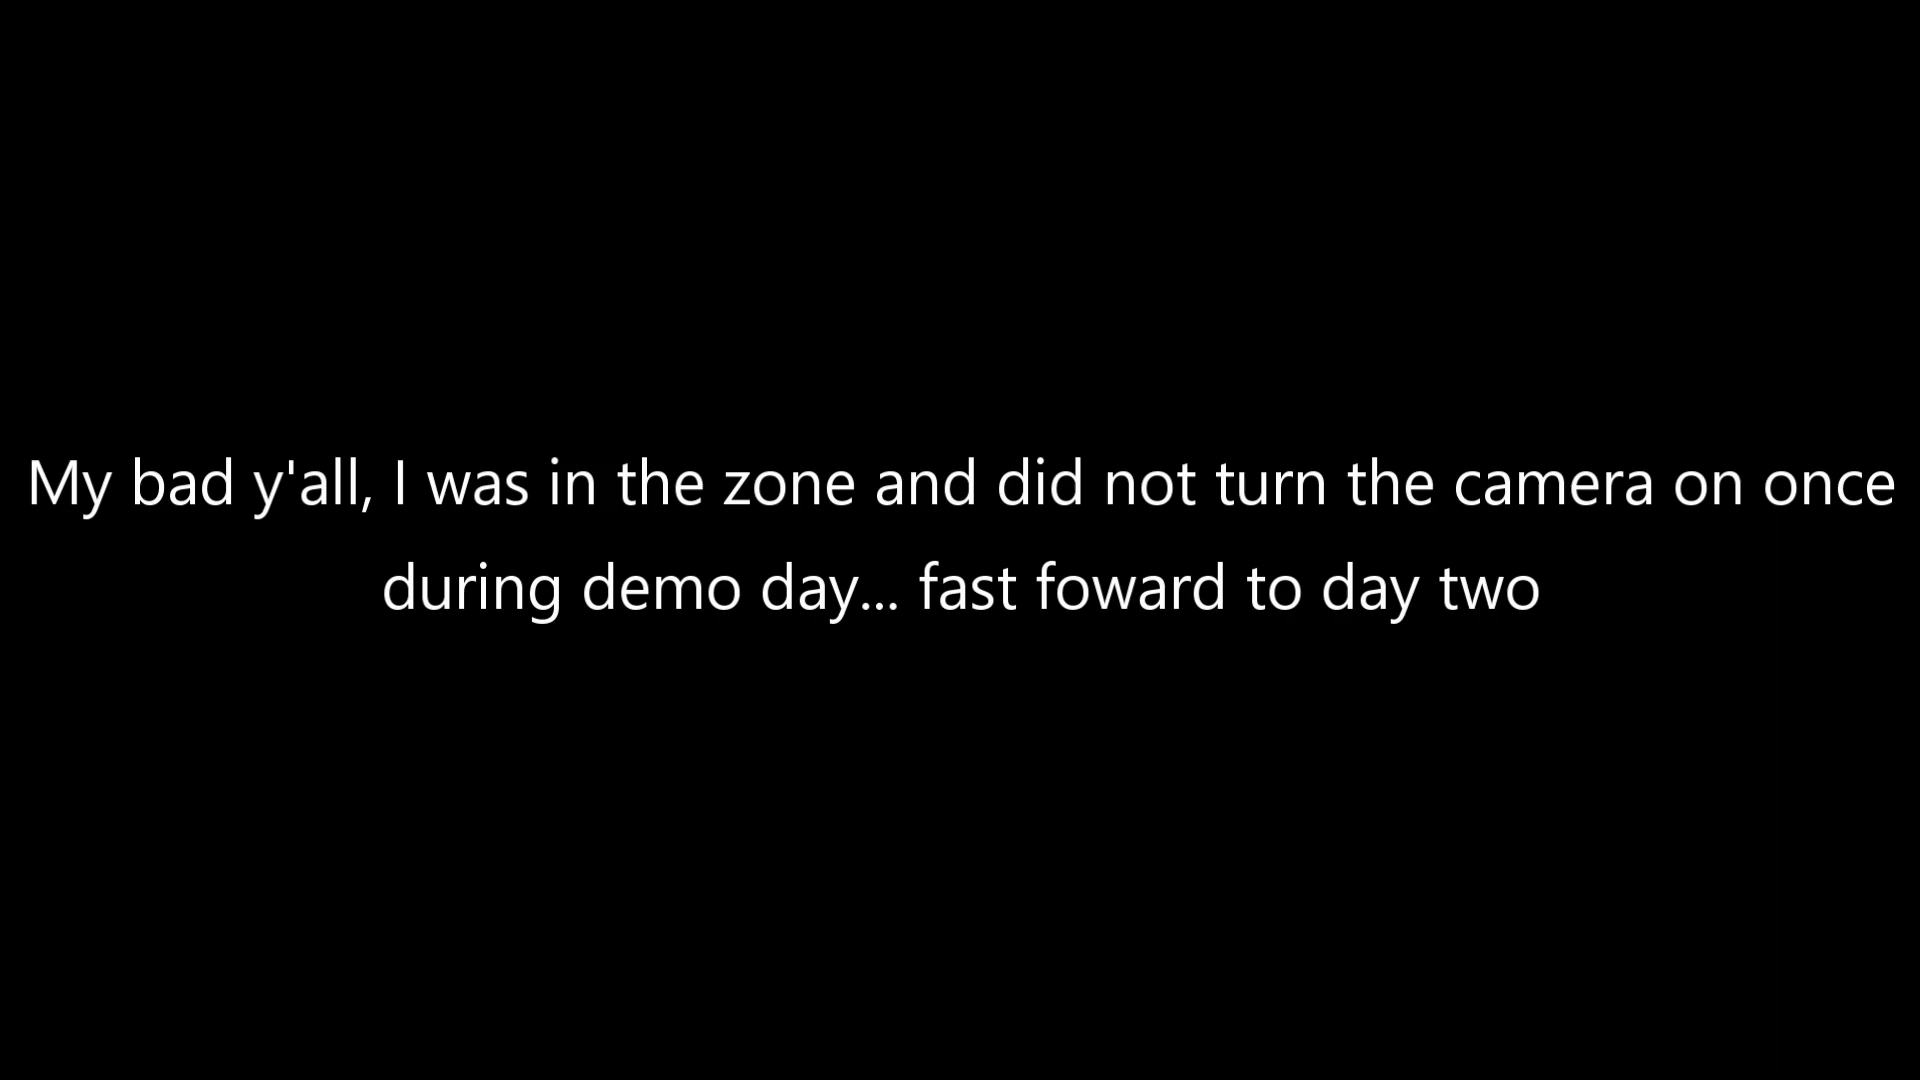 My bad y'all, I was in the zone and did not turn the camera on once
during demo day... fast foward to day two